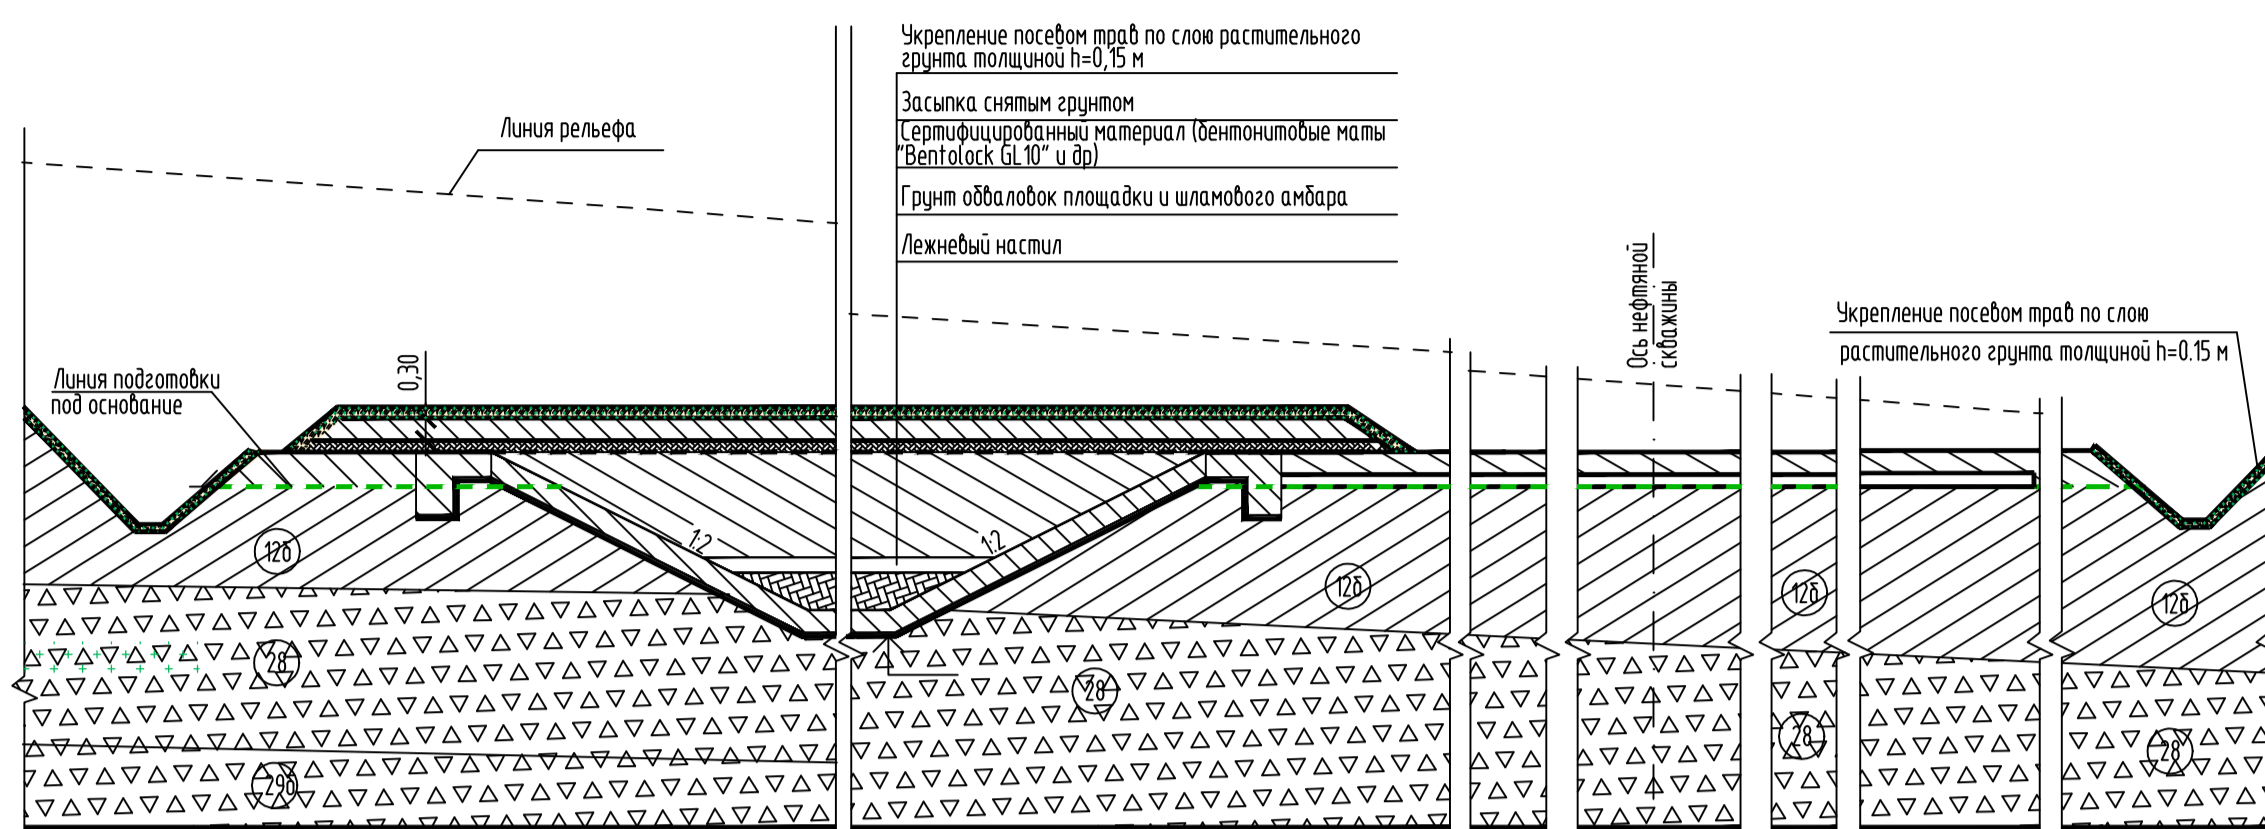 Укрепление посевом трав по слою растительного
грунта толщиной h=0,15 м
Засыпка снятым грунтом
Сертифицированный материал (бентонитовые маты
"Bentolock GL10" и др)
Грунт обваловок площадки и шламового амбара
Лежневый настил
Линия рельефа
Ось нефтяной
скважины
Укрепление посевом трав по слою
растительного грунта толщиной h=0.15 м
Линия подготовки
под основание
0,30
1:2
1:2
12б
12б
12б
12б
28
28
28
28
29б